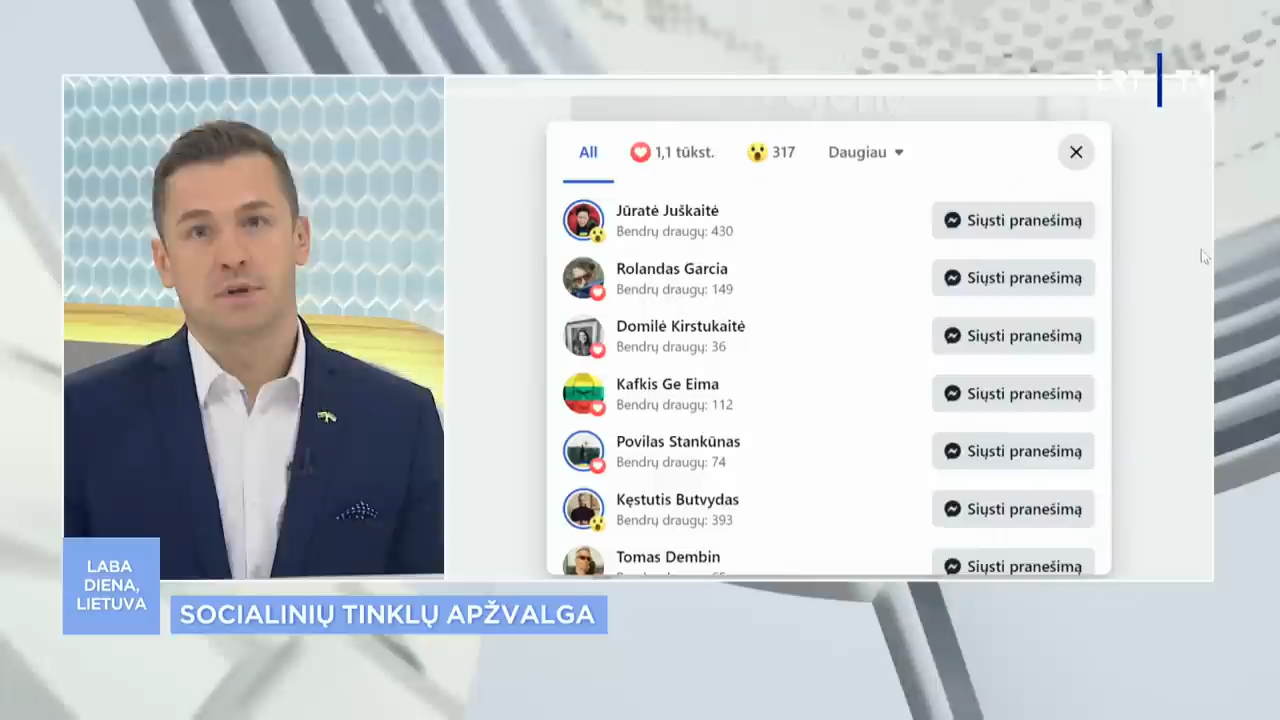 LRT TV
All
1,1 tūkst.
317
Daugiau
Jūratė Juškaitė
Bendrų draugų: 430
Siųsti pranešimą
Rolandas Garcia
Bendrų draugų: 149
Siųsti pranešimą
Domilė Kirstukaitė
Bendrų draugų: 36
Siųsti pranešimą
Kafkis Ge Eima
Bendrų draugų: 112
Siųsti pranešimą
Povilas Stankūnas
Bendrų draugų: 74
Siųsti pranešimą
Kęstutis Butvydas
Bendrų draugų: 393
Siųsti pranešimą
Tomas Dembin
Siųsti pranešimą
LABA
DIENA,
LIETUVA
SOCIALINIŲ TINKLŲ APŽVALGA